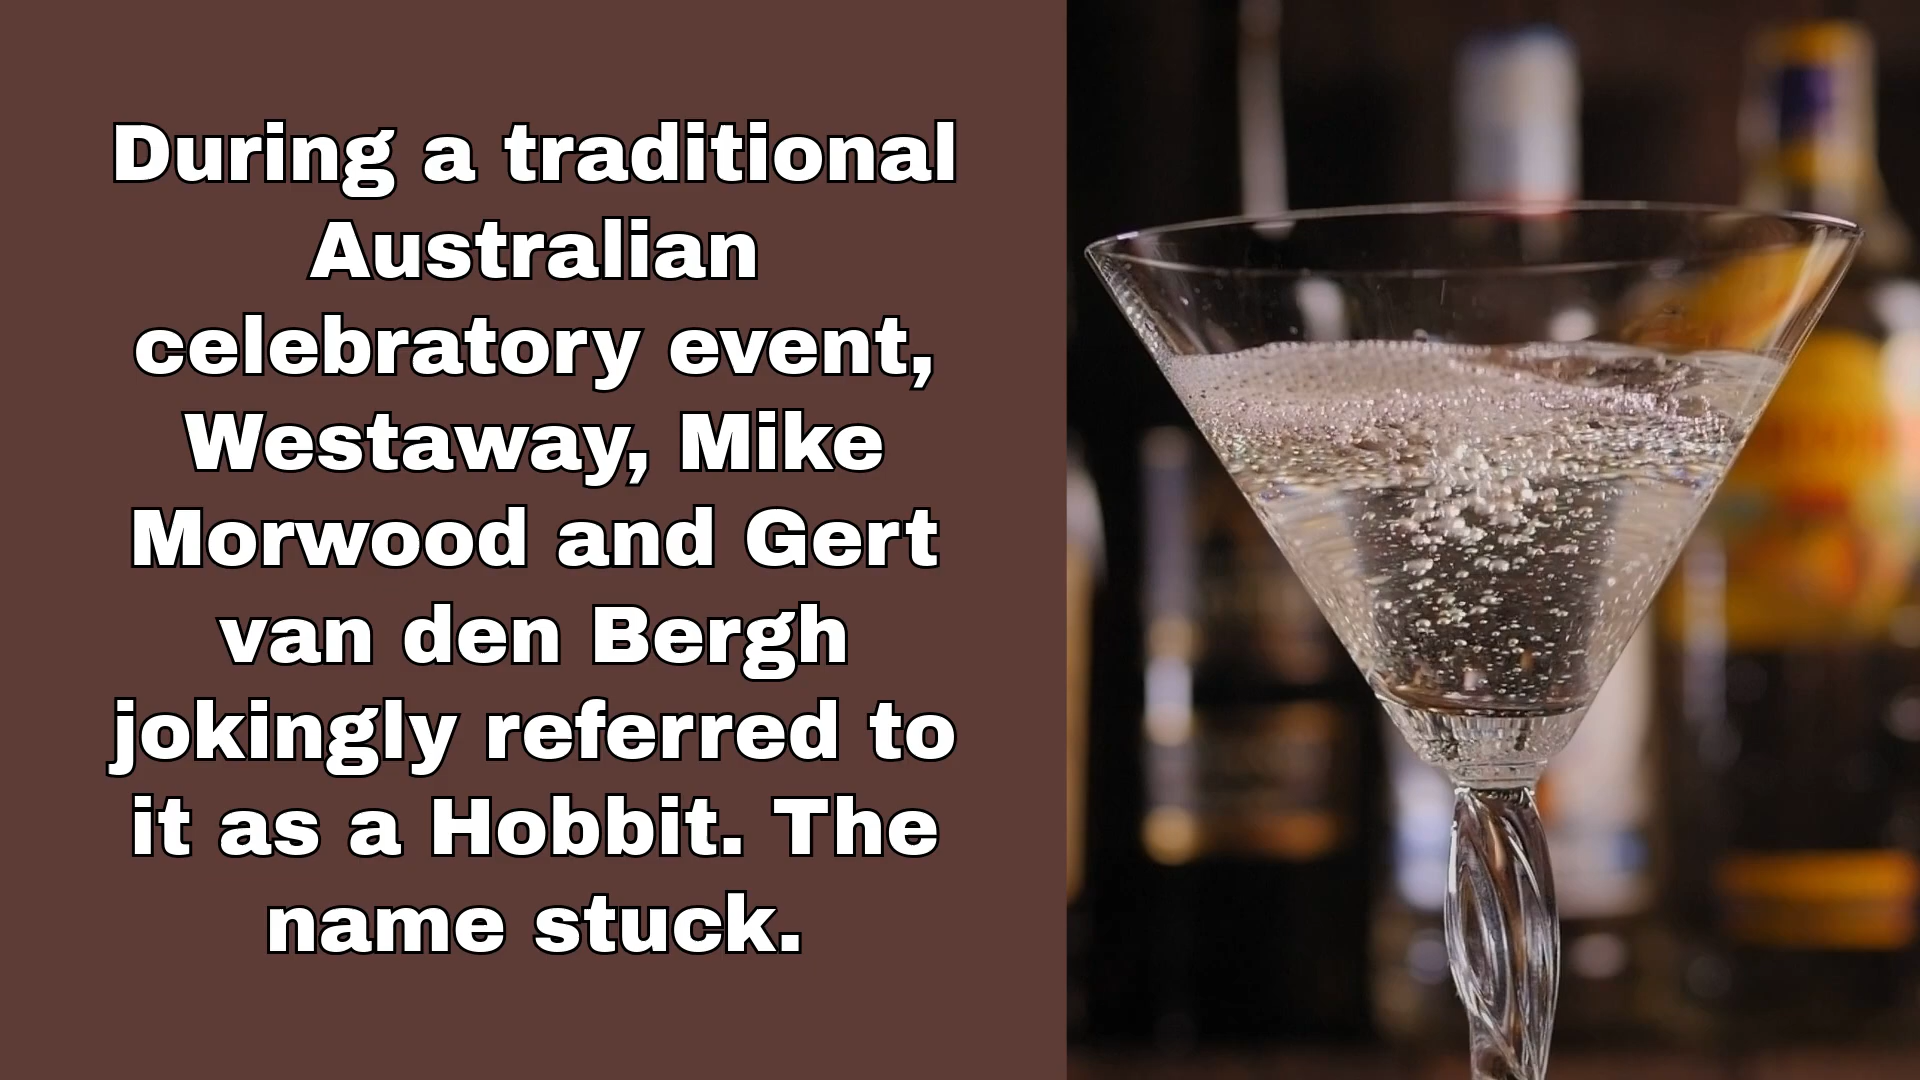 During a traditional
Australian
celebratory event,
Westaway, Mike
Morwood and Gert
van den Bergh
jokingly referred to
it as a Hobbit. The
name stuck.